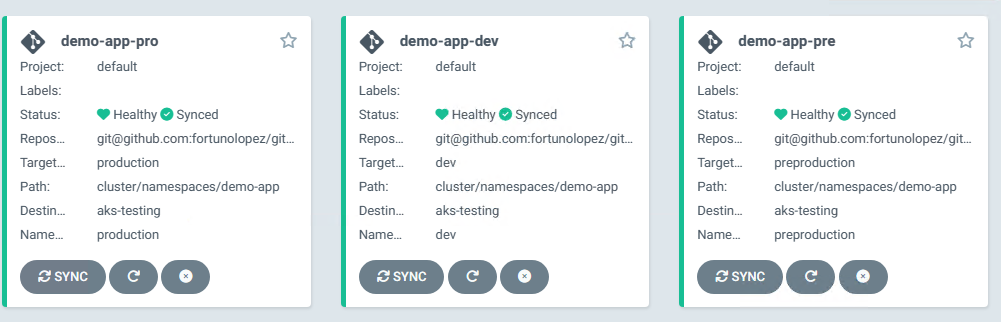 demo-app-pro
Project: default
Labels:
Status: Healthy Synced
Repos... git@github.com:fortunolopez/git...
Target... production
Path: cluster/namespaces/demo-app
Destin... aks-testing
Name... production
SYNC
demo-app-dev
Project: default
Labels:
Status: Healthy Synced
Repos... git@github.com:fortunolopez/git...
Target... dev
Path: cluster/namespaces/demo-app
Destin... aks-testing
Name... dev
SYNC
demo-app-pre
Project: default
Labels:
Status: Healthy Synced
Repos... git@github.com:fortunolopez/git...
Target... preproduction
Path: cluster/namespaces/demo-app
Destin... aks-testing
Name... preproduction
SYNC